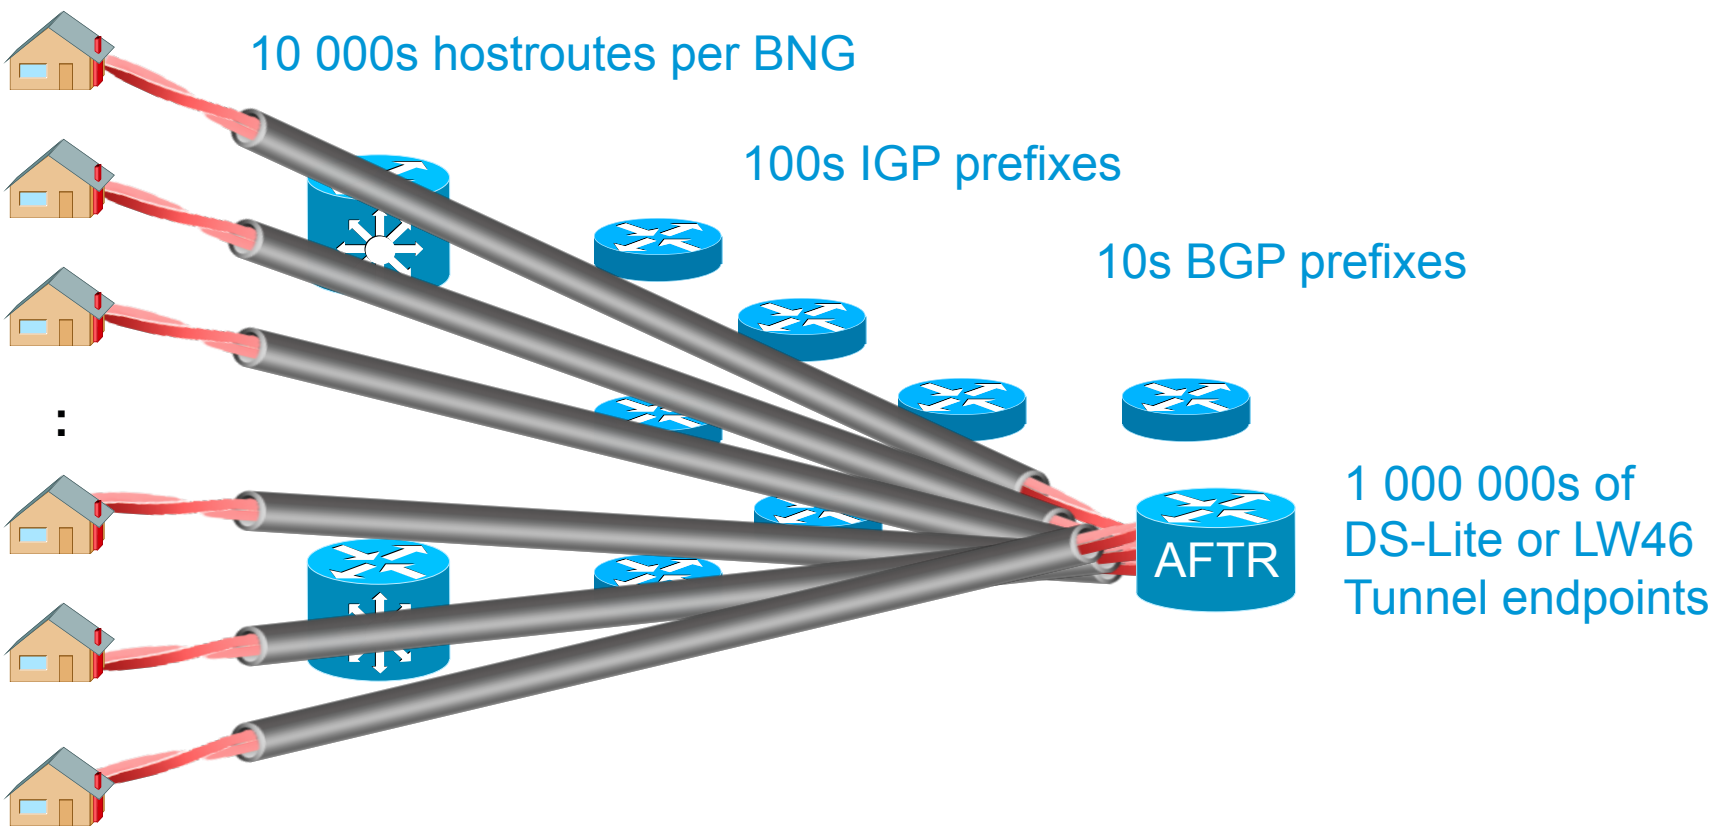 10 000s hostroutes per BNG
100s IGP prefixes
10s BGP prefixes
:
1 000 000s of
DS-Lite or LW46
Tunnel endpoints
AFTR